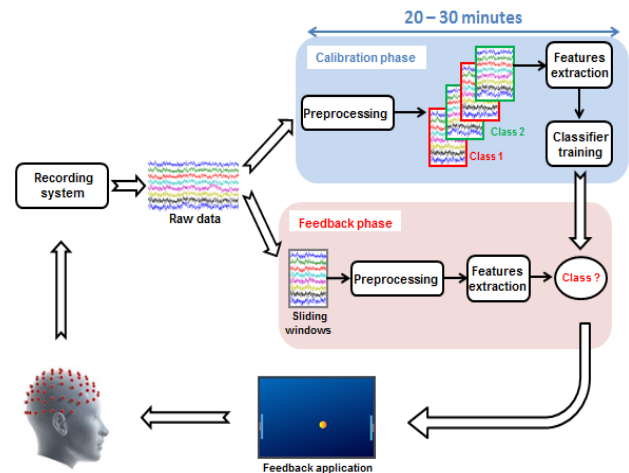 20 – 30 minutes
Calibration phase
Preprocessing
Class 2
Class 1
Features
extraction
Classifier
training
Recording
system
Raw data
Feedback phase
Sliding
windows
Preprocessing
Features
extraction
Class ?
Feedback application